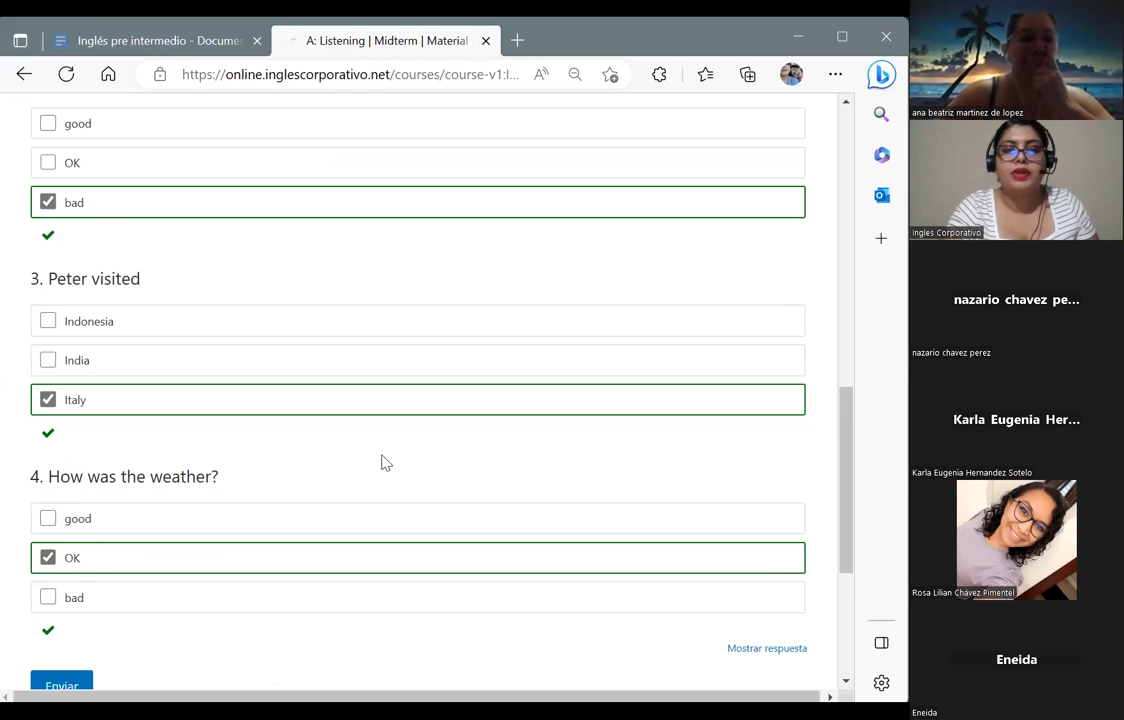 Inglés pre intermedio - Docume
A: Listening | Midterm | Material
https://online.inglescorporativo.net/courses/course-v1:I...
good
OK
bad
3. Peter visited
Indonesia
India
Italy
4. How was the weather?
good
OK
bad
Mostrar respuesta
Enviar
ana beatriz martinez de lopez
Ingles Corporativo
nazario chavez pe...
nazario chavez perez
Karla Eugenia Her...
Karla Eugenia Hernandez Sotelo
Rosa Lilian Chávez Pimentel
Eneida
Eneida